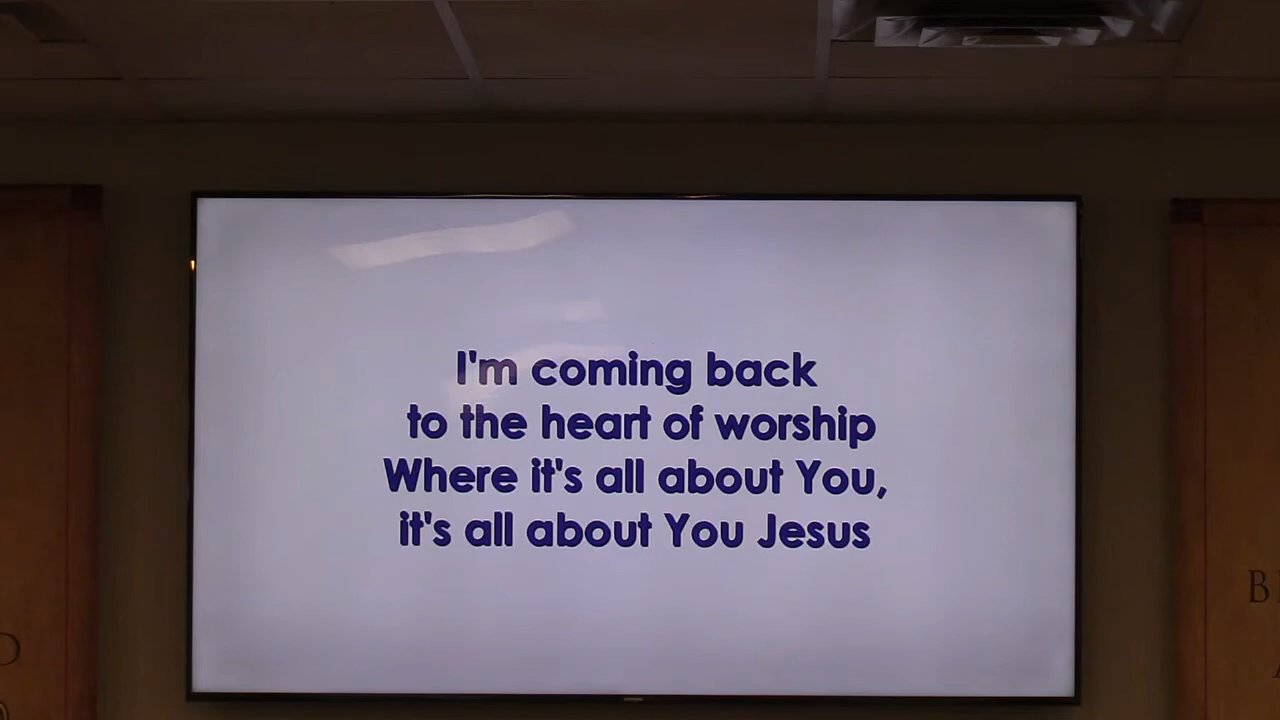 I'm coming back
to the heart of worship
Where it's all about You,
it's all about You Jesus